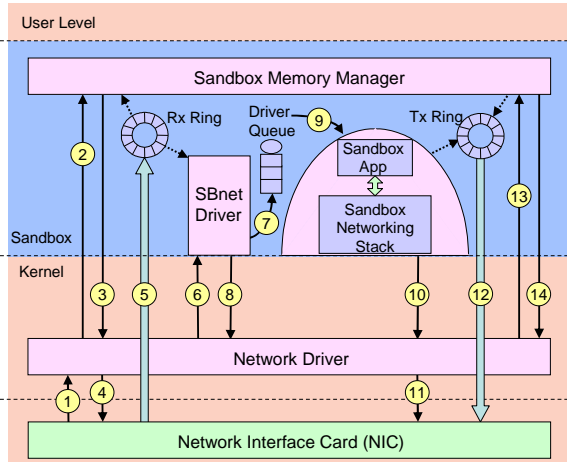 User Level
Sandbox Memory Manager
Rx Ring
Driver
Queue
9
Tx Ring
2
Sandbox
App
13
SBnet
Driver
7
Sandbox
Networking
Stack
Sandbox
Kernel
3
5
6
8
10
12
14
Network Driver
1
4
11
Network Interface Card (NIC)